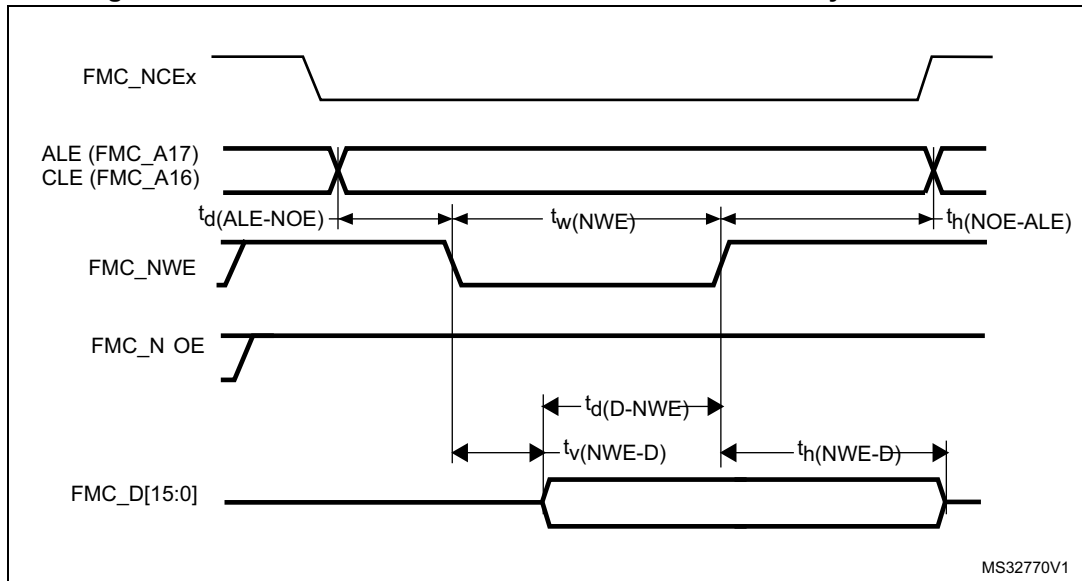 FMC_NCEx
ALE (FMC_A17)
CLE (FMC_A16)
td(ALE-NOE) tw(NWE) th(NOE-ALE)
FMC_NWE
FMC_N OE
td(D-NWE)
tv(NWE-D) th(NWE-D)
FMC_D[15:0]
MS32770V1